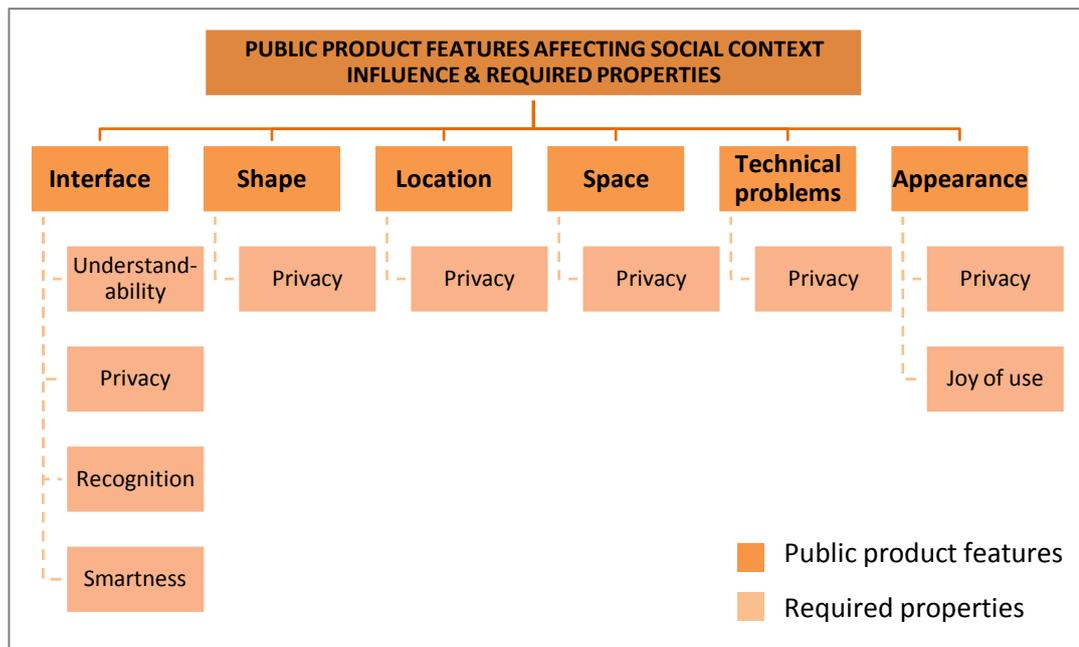 PUBLIC PRODUCT FEATURES AFFECTING SOCIAL CONTEXT
INFLUENCE & REQUIRED PROPERTIES
Interface
Shape
Location
Space
Technical
problems
Appearance
Understand-
ability
Privacy
Privacy
Privacy
Privacy
Privacy
Privacy
Joy of use
Recognition
Smartness
Public product features
Required properties